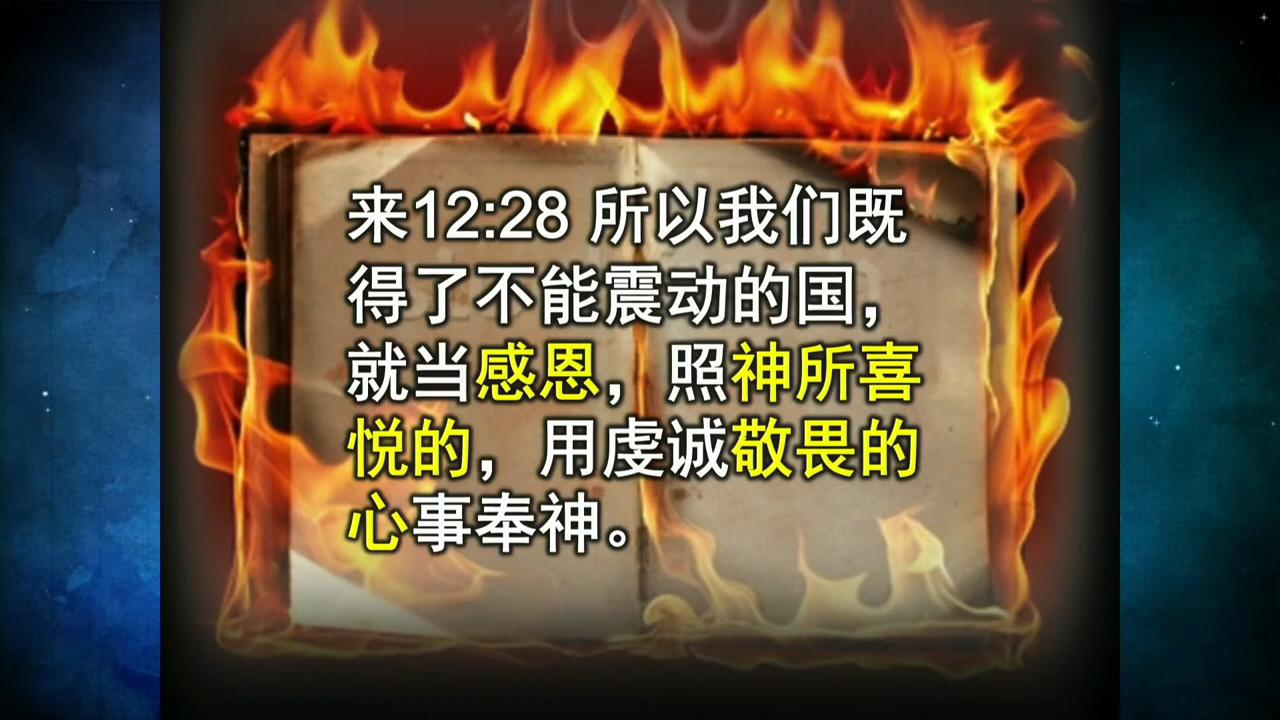 来12:28 所以我们既
得了不能震动的国，
就当感恩，照神所喜
悦的，用虔诚敬畏的
心事奉神。